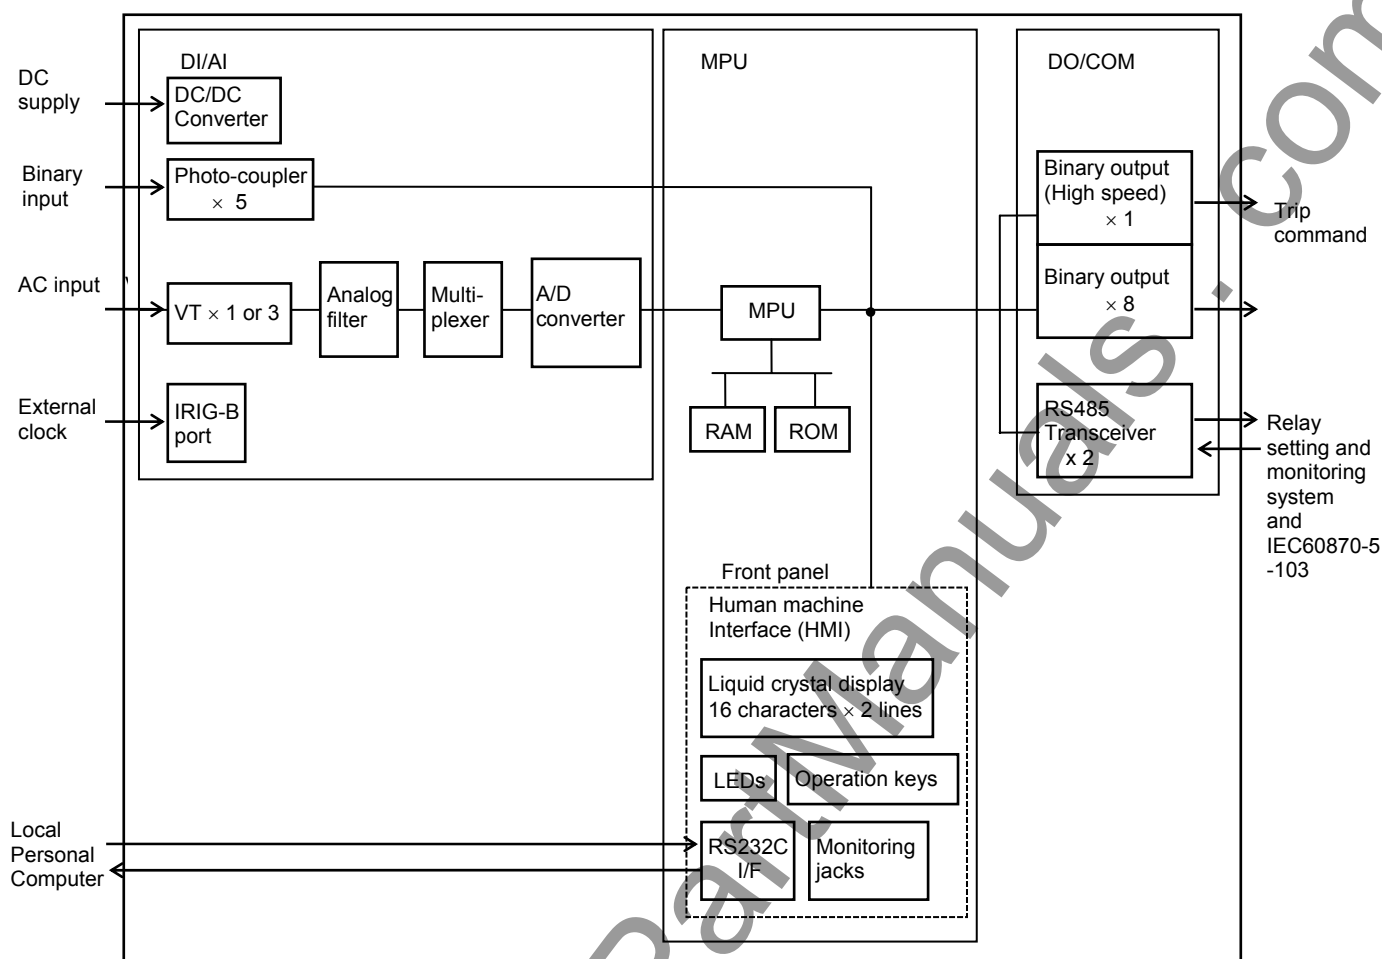 DI/AI
MPU
DO/COM
DC
supply
DC/DC
Converter
Binary
input
Photo-coupler
× 5
AC input
VT × 1 or 3
Analog
filter
Multi-
plexer
A/D
converter
MPU
RAM
ROM
External
clock
IRIG-B
port
Binary output
(High speed)
× 1
Trip
command
Binary output
× 8
RS485
Transceiver
x 2
Relay
setting and
monitoring
system
and
IEC60870-5
-103
Front panel
Human machine
Interface (HMI)
Liquid crystal display
16 characters × 2 lines
LEDs
Operation keys
Local
Personal
Computer
RS232C
I/F
Monitoring
jacks
PartManuals.com